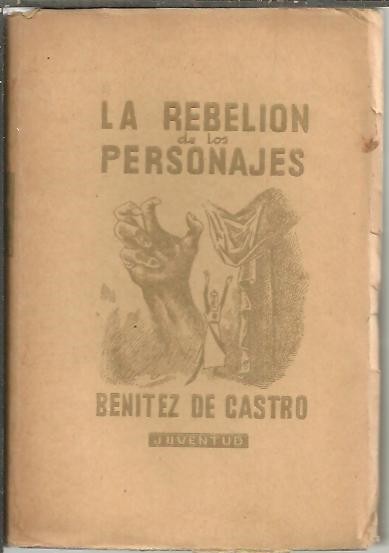 LA REBELION
de los
PERSONAJES
BENITEZ DE CASTRO
JUVENTUD